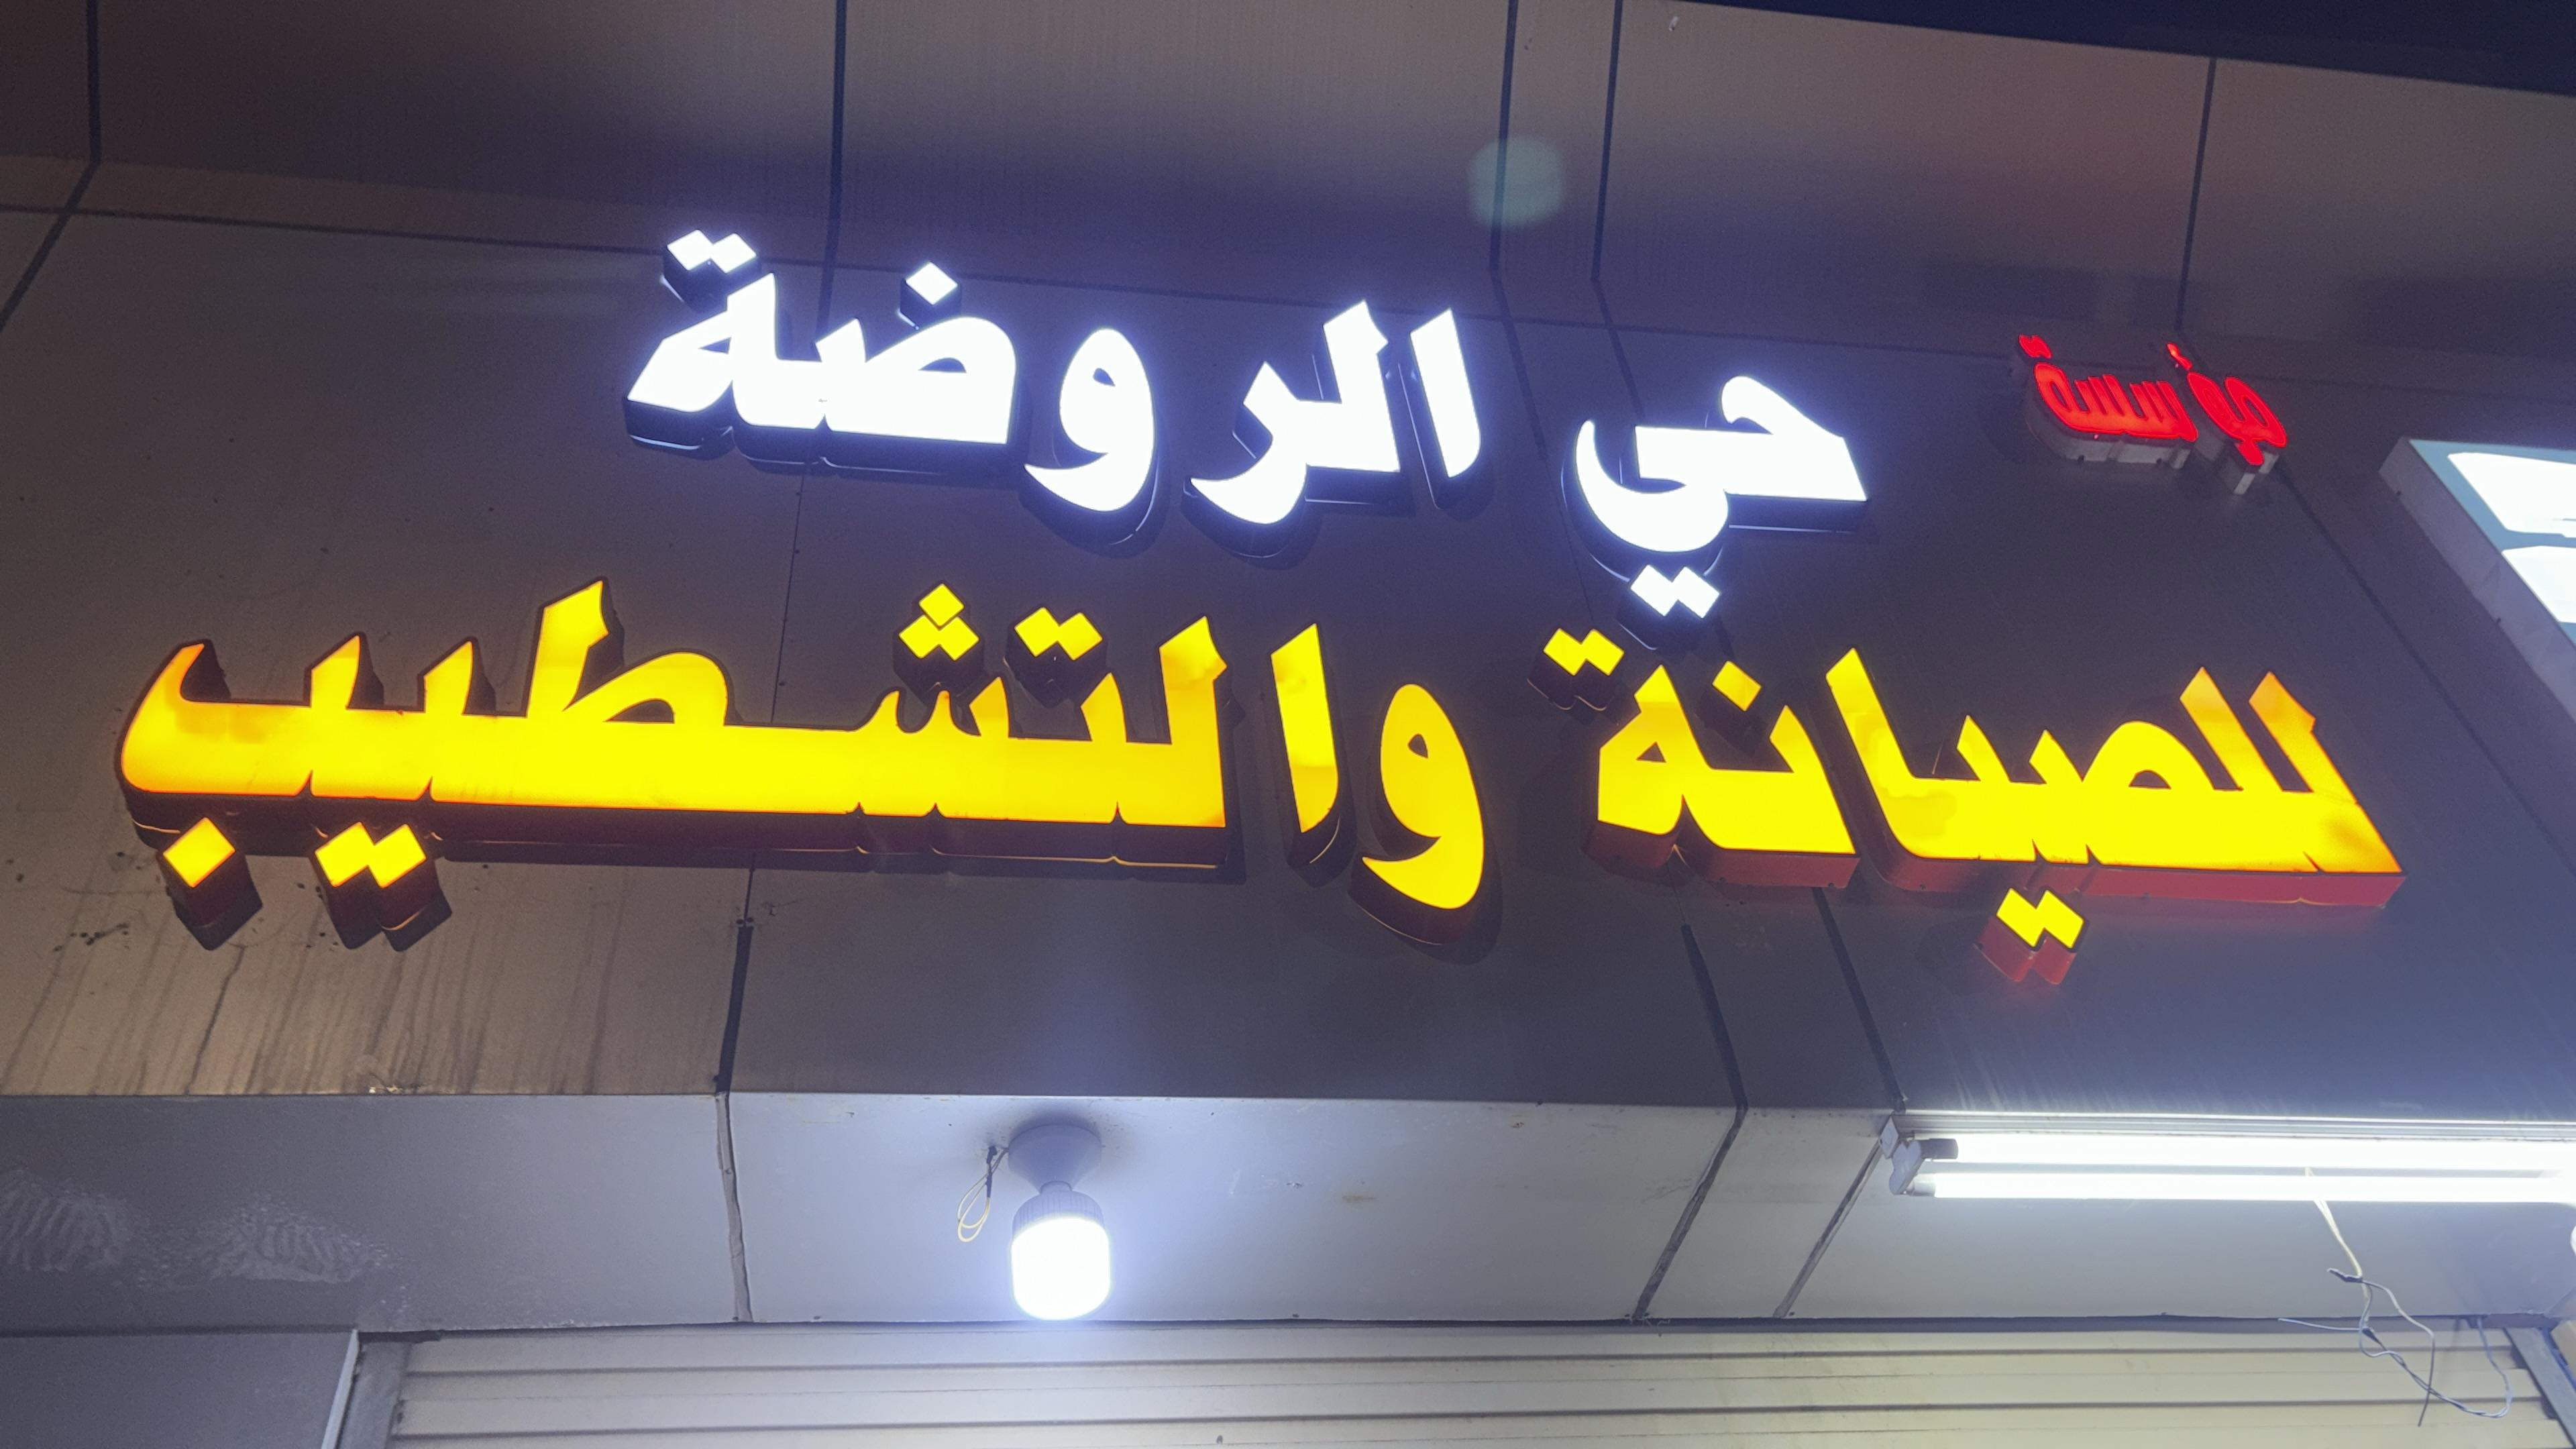 مؤسسة حي الروضة
للصيانة والتشطيب